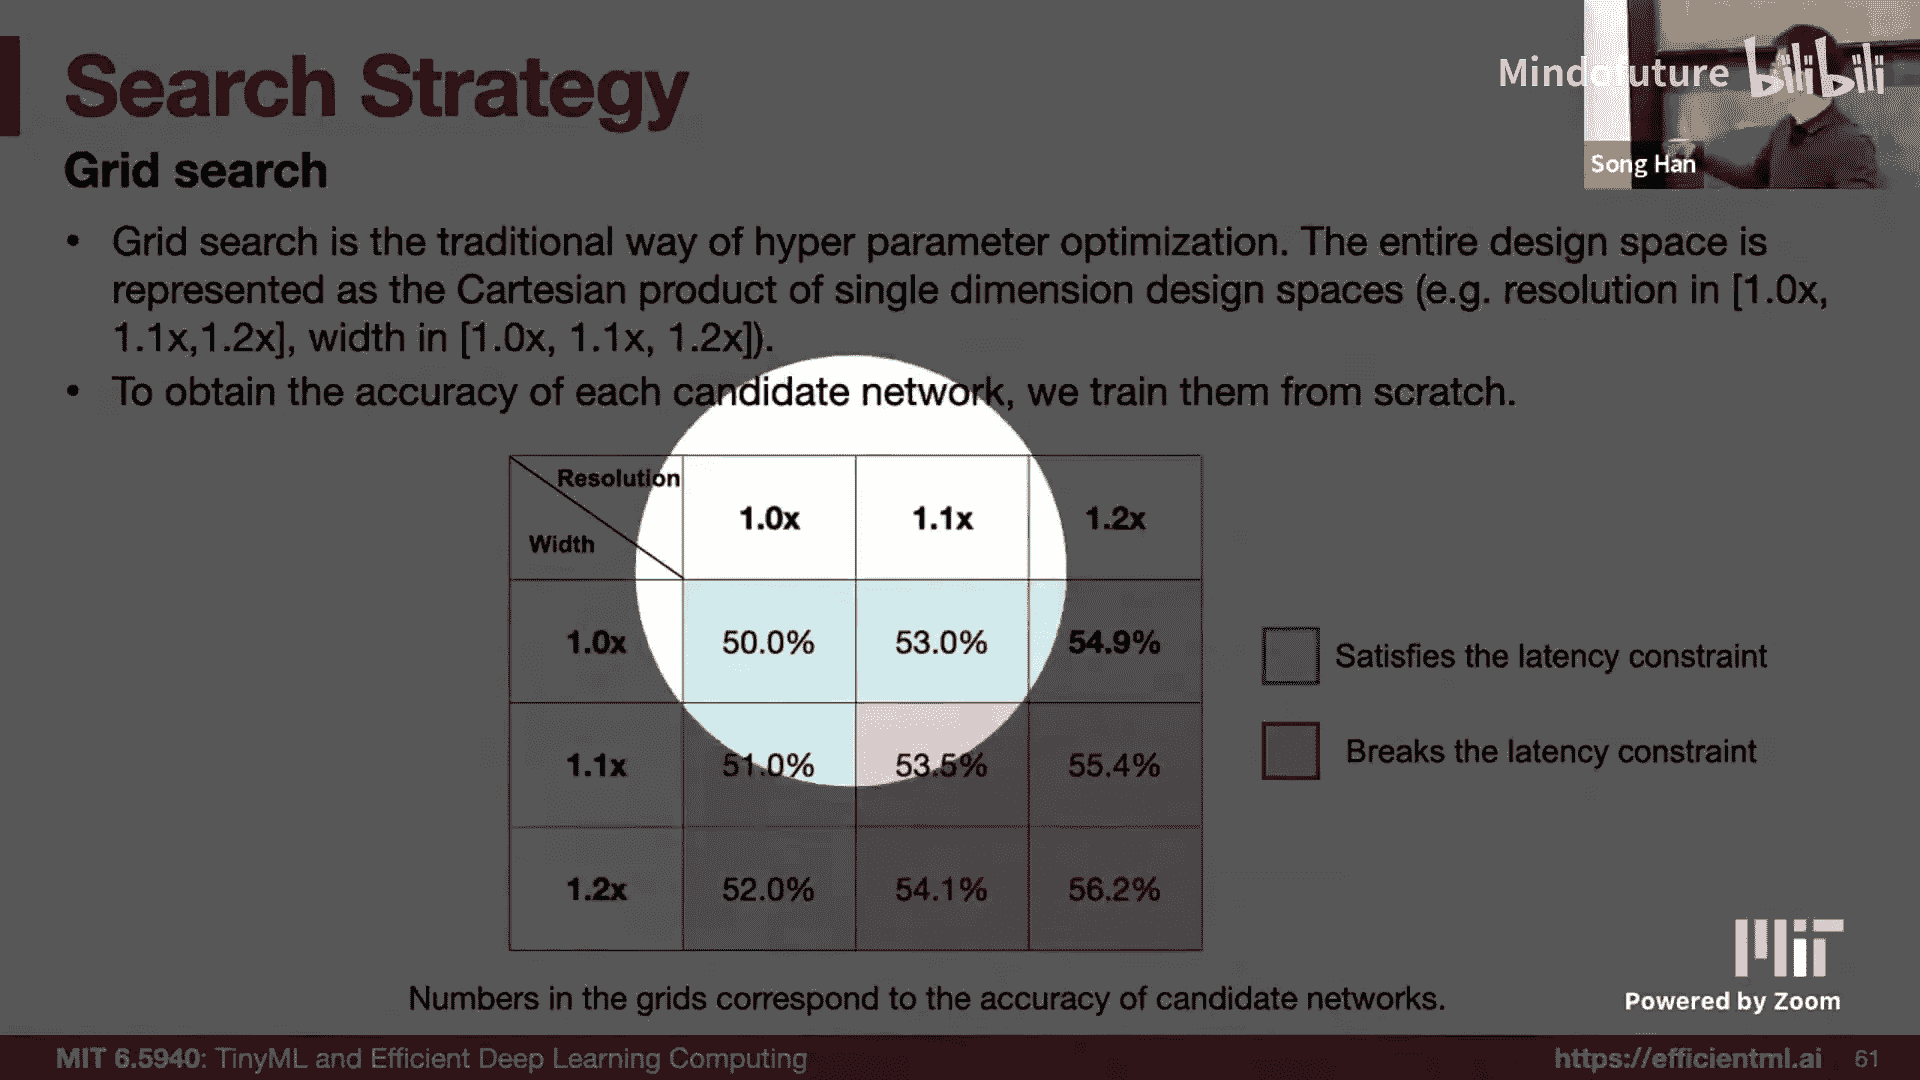 Search Strategy
Mindofuture bilibili
Song Han
Grid search
• Grid search is the traditional way of hyper parameter optimization. The entire design space is
represented as the Cartesian product of single dimension design spaces (e.g. resolution in [1.0x,
1.1x,1.2x], width in [1.0x, 1.1x, 1.2x]).
• To obtain the accuracy of each candidate network, we train them from scratch.
Resolution
Width
1.0x 1.1x 1.2x
1.0x 50.0% 53.0% 54.9%
1.1x 51.0% 53.5% 55.4%
1.2x 52.0% 54.1% 56.2%
Satisfies the latency constraint
Breaks the latency constraint
Numbers in the grids correspond to the accuracy of candidate networks.
MIT
Powered by Zoom
MIT 6.5940: TinyML and Efficient Deep Learning Computing
https://efficientml.ai 61